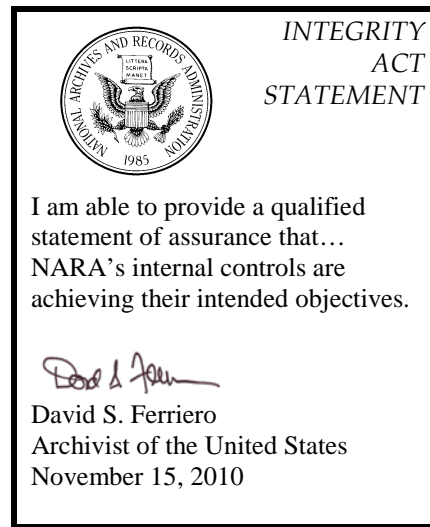 INTEGRITY
ACT
STATEMENT
NATIONAL ARCHIVES AND RECORDS ADMINISTRATION
LITTERA
SCRIPTA
MANET
1985
I am able to provide a qualified
statement of assurance that…
NARA’s internal controls are
achieving their intended objectives.
David S. Ferriero
Archivist of the United States
November 15, 2010